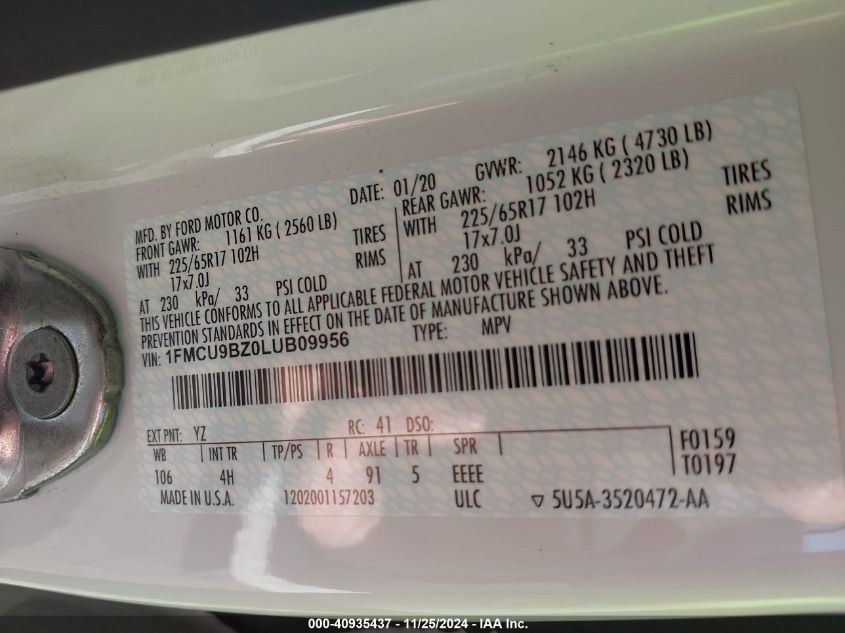 MFD. BY FORD MOTOR CO.
DATE: 01/20 GVWR: 2146 KG ( 4730 LB)
FRONT GAWR: 1161 KG ( 2560 LB) REAR GAWR: 1052 KG ( 2320 LB)
WITH 225/65R17 102H TIRES WITH 225/65R17 102H TIRES
17x7.0J RIMS 17x7.0J RIMS
AT 230 kPa/ 33 PSI COLD AT 230 kPa/ 33 PSI COLD
THIS VEHICLE CONFORMS TO ALL APPLICABLE FEDERAL MOTOR VEHICLE SAFETY AND THEFT
PREVENTION STANDARDS IN EFFECT ON THE DATE OF MANUFACTURE SHOWN ABOVE.
VIN: 1FMCU9BZ0LUB09956 TYPE: MPV
EXT PNT: YZ RC: 41 DSO:
WB INT TR TP/PS R AXLE TR SPR F0159
106 4H 4 91 5 EEEE T0197
MADE IN U.S.A. 1202001157203 ULC ▽ 5U5A-3520472-AA
000-40935437 - 11/25/2024 - IAA Inc.